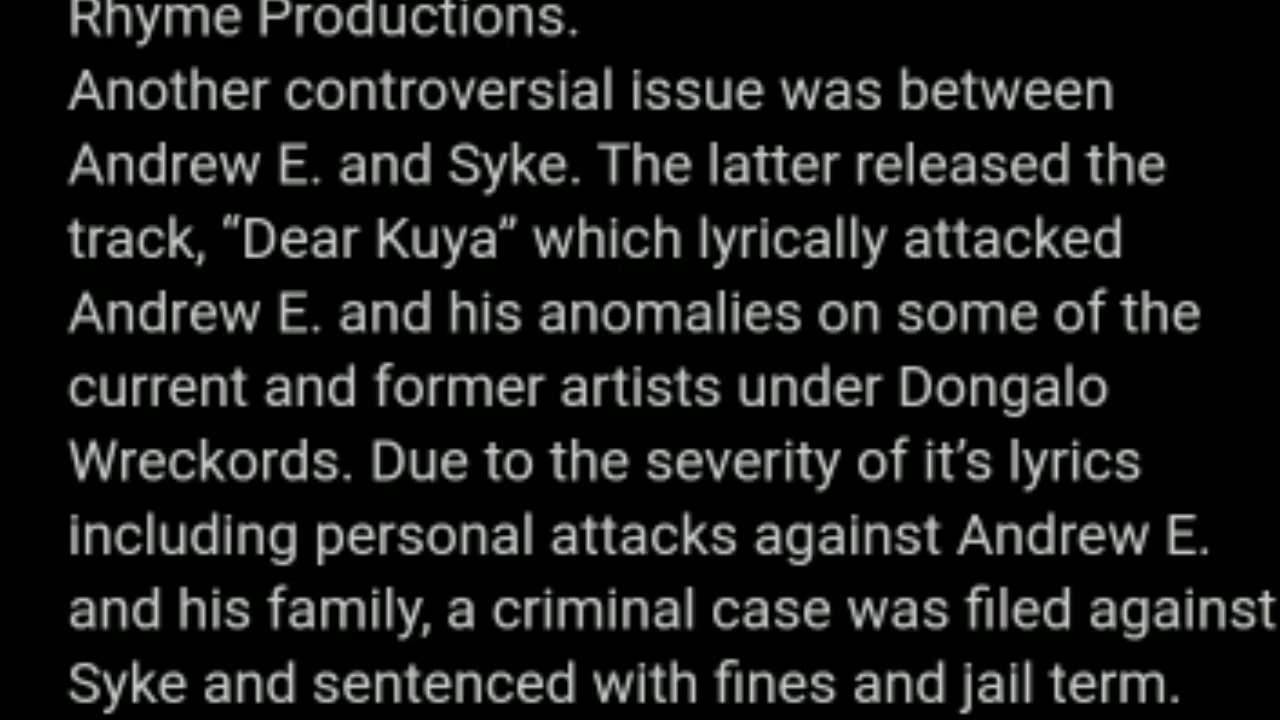 Rhyme Productions.
Another controversial issue was between
Andrew E. and Syke. The latter released the
track, “Dear Kuya” which lyrically attacked
Andrew E. and his anomalies on some of the
current and former artists under Dongalo
Wreckords. Due to the severity of it’s lyrics
including personal attacks against Andrew E.
and his family, a criminal case was filed against
Syke and sentenced with fines and jail term.